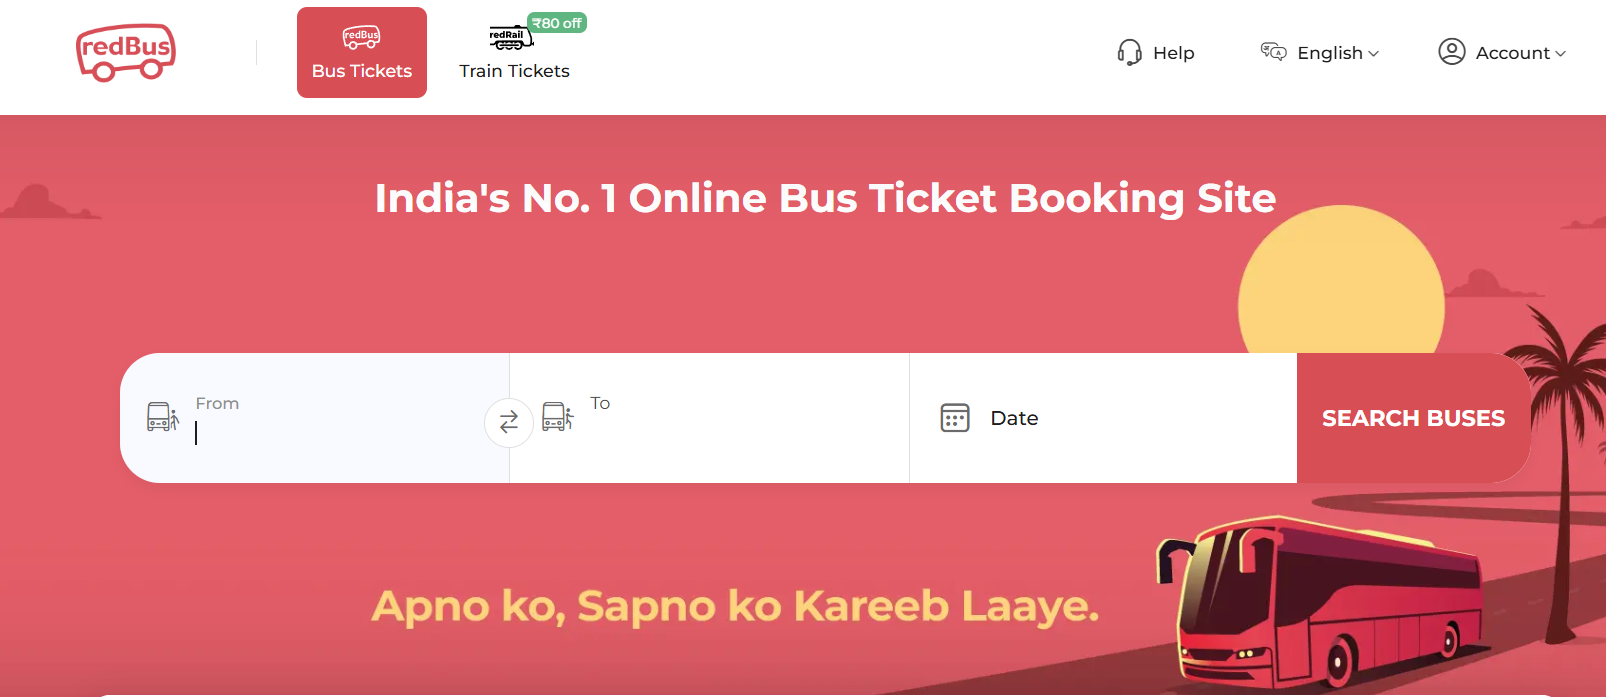 redBus
redBus
Bus Tickets
redRail
₹80 off
Train Tickets
Help
A
English
Account
India's No. 1 Online Bus Ticket Booking Site
From
To
Date
SEARCH BUSES
Apno ko, Sapno ko Kareeb Laaye.